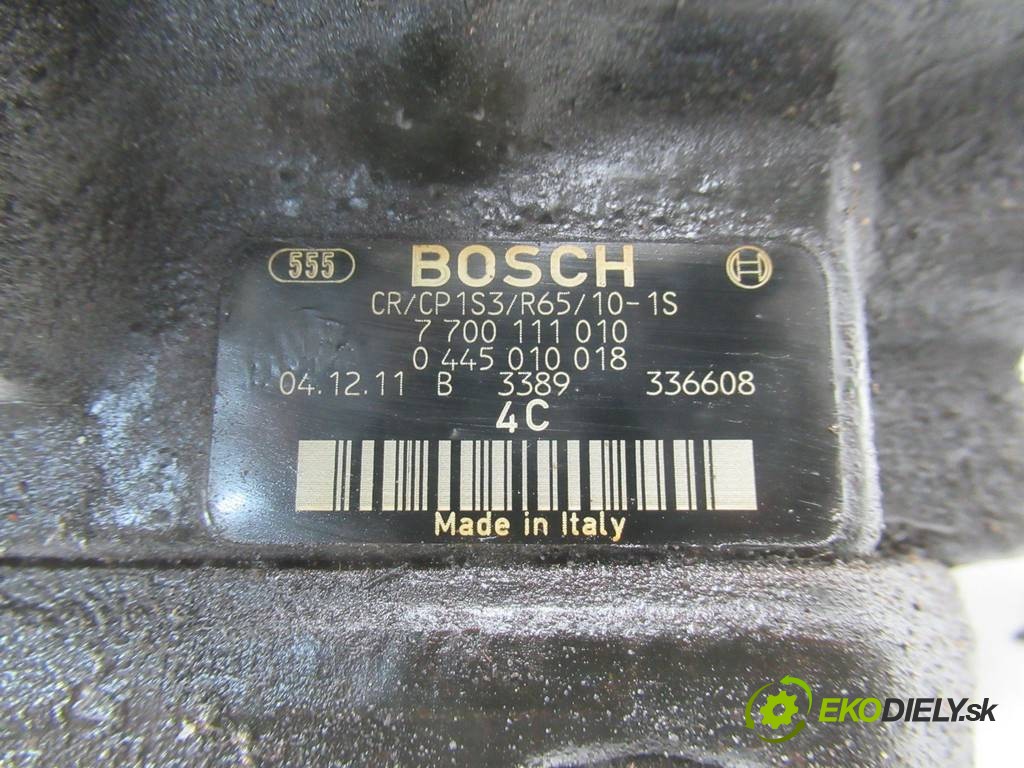 555 BOSCH
CR/CP1S3/R65/10-1S
7 700 111 010
0 445 010 018
04.12.11 B 3389 336608
4C
Made in Italy
EKODIELY.sk